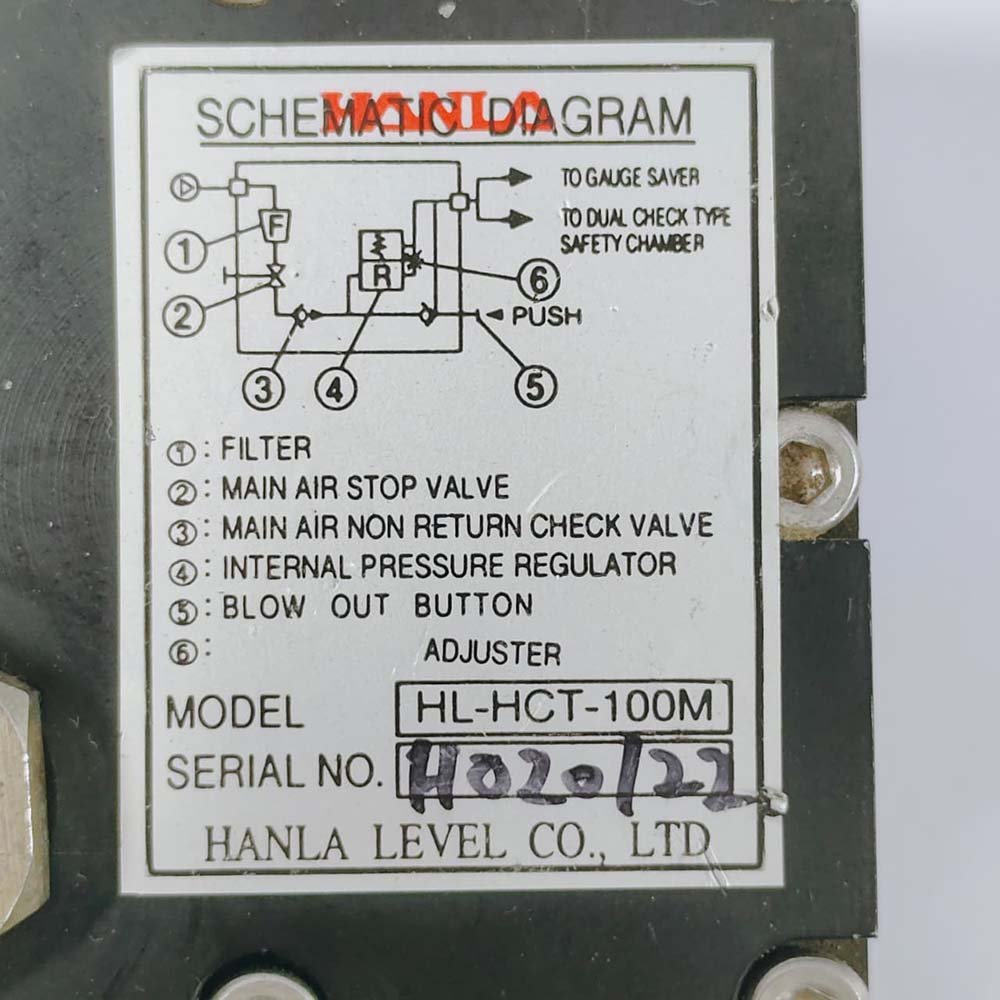 HANLA
SCHEMATIC DIAGRAM
TO GAUGE SAVER
TO DUAL CHECK TYPE
SAFETY CHAMBER
F
①
R
⑥
②
PUSH
③ ④ ⑤
①: FILTER
②: MAIN AIR STOP VALVE
③: MAIN AIR NON RETURN CHECK VALVE
④: INTERNAL PRESSURE REGULATOR
⑤: BLOW OUT BUTTON
⑥: ADJUSTER
MODEL HL-HCT-100M
SERIAL NO. H020122
HANLA LEVEL CO., LTD